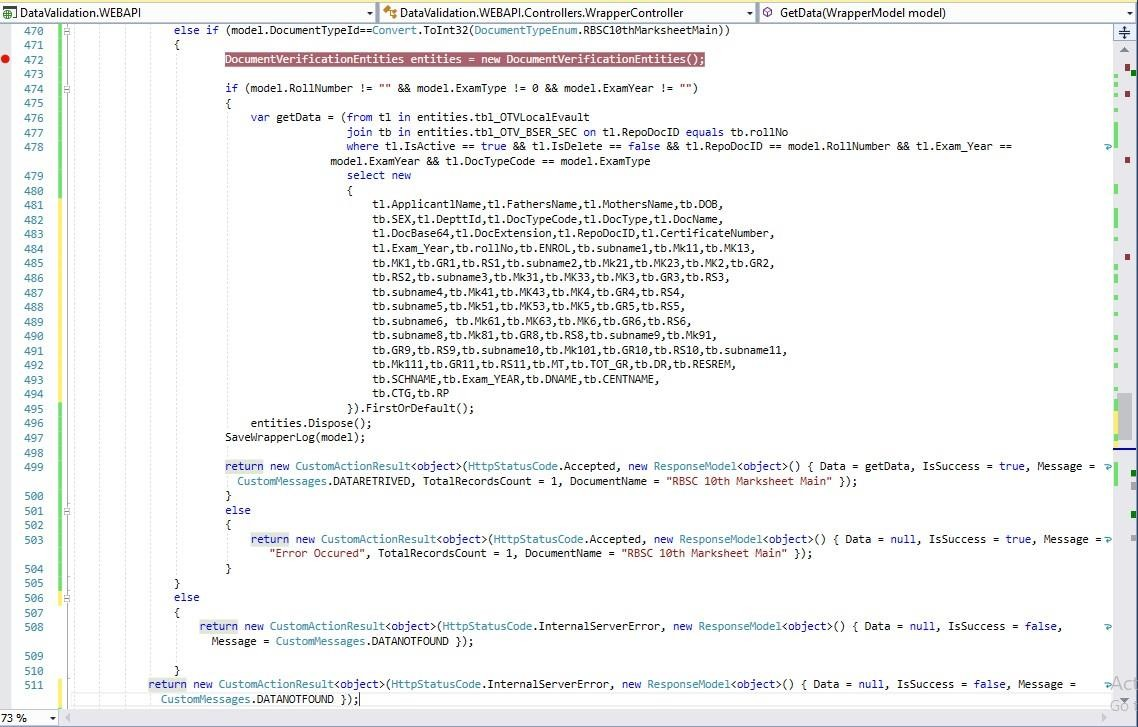 DataValidation.WEBAPI DataValidation.WEBAPI.Controllers.WrapperController GetData(WrapperModel model)
470 else if (model.DocumentTypeId==Convert.ToInt32(DocumentTypeEnum.RBSC10thMarksheetMain))
471 {
472 DocumentVerificationEntities entities = new DocumentVerificationEntities();
473
474 if (model.RollNumber != "" && model.ExamType != 0 && model.ExamYear != "")
475 {
476 var getData = (from tl in entities.tbl_OTVLocalEvault
477 join tb in entities.tbl_OTV_BSER_SEC on tl.RepoDocID equals tb.rollNo
478 where tl.IsActive == true && tl.IsDelete == false && tl.RepoDocID == model.RollNumber && tl.Exam_Year ==
model.ExamYear && tl.DocTypeCode == model.ExamType
479 select new
480 {
481 tl.ApplicantlName,tl.FathersName,tl.MothersName,tb.DOB,
482 tb.SEX,tl.DepttId,tl.DocTypeCode,tl.DocType,tl.DocName,
483 tl.DocBase64,tl.DocExtension,tl.RepoDocID,tl.CertificateNumber,
484 tl.Exam_Year,tb.rollNo,tb.ENROL,tb.subname1,tb.Mk11,tb.MK13,
485 tb.MK1,tb.GR1,tb.RS1,tb.subname2,tb.Mk21,tb.MK23,tb.MK2,tb.GR2,
486 tb.RS2,tb.subname3,tb.Mk31,tb.MK33,tb.MK3,tb.GR3,tb.RS3,
487 tb.subname4,tb.Mk41,tb.MK43,tb.MK4,tb.GR4,tb.RS4,
488 tb.subname5,tb.Mk51,tb.MK53,tb.MK5,tb.GR5,tb.RS5,
489 tb.subname6, tb.Mk61,tb.MK63,tb.MK6,tb.GR6,tb.RS6,
490 tb.subname8,tb.Mk81,tb.GR8,tb.RS8,tb.subname9,tb.Mk91,
491 tb.GR9,tb.RS9,tb.subname10,tb.Mk101,tb.GR10,tb.RS10,tb.subname11,
492 tb.Mk111,tb.GR11,tb.RS11,tb.MT,tb.TOT_GR,tb.DR,tb.RESREM,
493 tb.SCHNAME,tb.Exam_YEAR,tb.DNAME,tb.CENTNAME,
494 tb.CTG,tb.RP
495 }).FirstOrDefault();
496 entities.Dispose();
497 SaveWrapperLog(model);
498
499 return new CustomActionResult<object>(HttpStatusCode.Accepted, new ResponseModel<object>() { Data = getData, IsSuccess = true, Message =
CustomMessages.DATARETRIVED, TotalRecordsCount = 1, DocumentName = "RBSC 10th Marksheet Main" });
500 }
501 else
502 {
503 return new CustomActionResult<object>(HttpStatusCode.Accepted, new ResponseModel<object>() { Data = null, IsSuccess = true, Message =
"Error Occured", TotalRecordsCount = 1, DocumentName = "RBSC 10th Marksheet Main" });
504 }
505 }
506 else
507 {
508 return new CustomActionResult<object>(HttpStatusCode.InternalServerError, new ResponseModel<object>() { Data = null, IsSuccess = false,
Message = CustomMessages.DATANOTFOUND });
509
510 }
511 return new CustomActionResult<object>(HttpStatusCode.InternalServerError, new ResponseModel<object>() { Data = null, IsSuccess = false, Message =
CustomMessages.DATANOTFOUND });
73 %